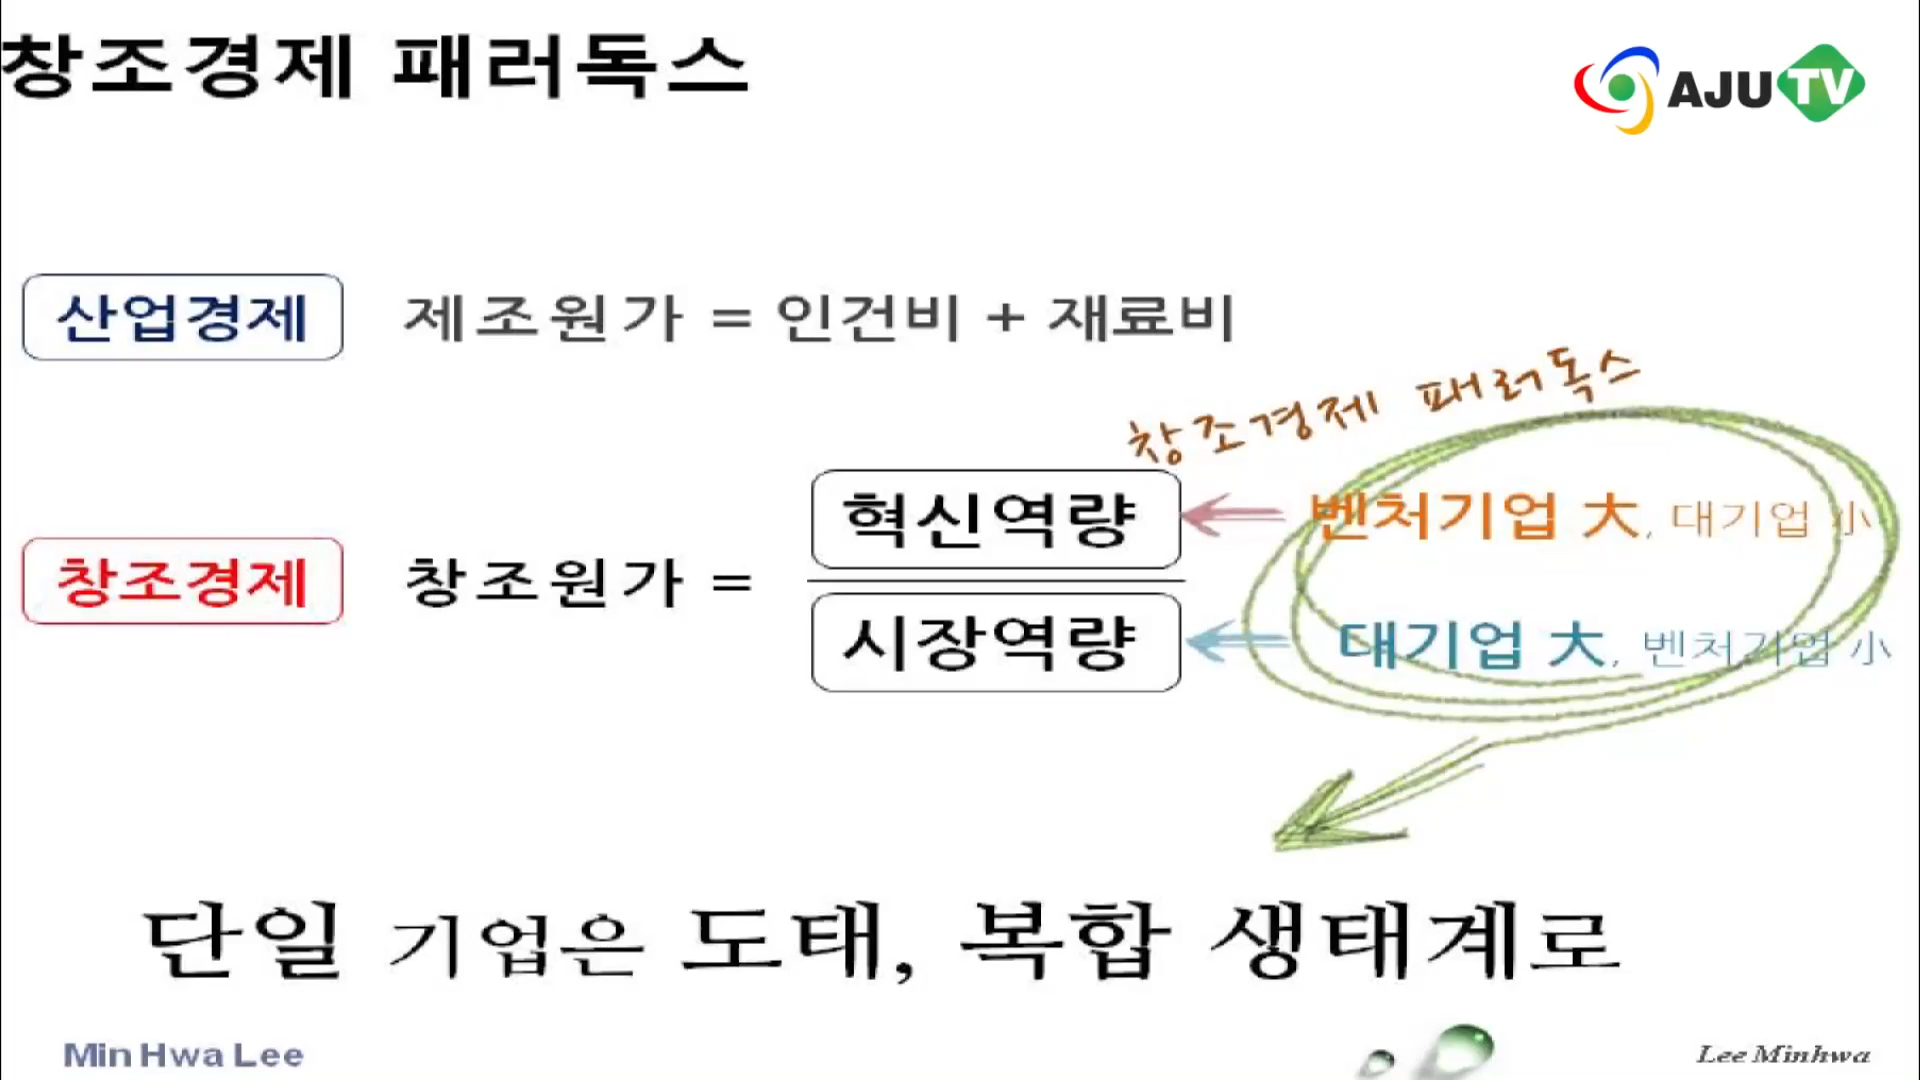 창조경제 패러독스
AJU TV
산업경제 제조원가 = 인건비 + 재료비
창조경제 패러독스
혁신역량 벤처기업 大, 대기업 小
창조경제 창조원가 =
시장역량 대기업 大, 벤처기업 小
단일 기업은 도태, 복합 생태계로
Min Hwa Lee
Lee Minhwa